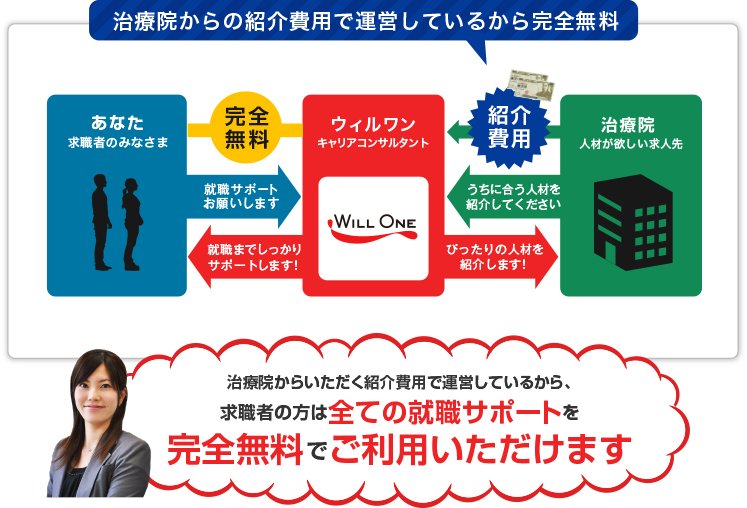 治療院からの紹介費用で運営しているから完全無料
あなた
求職者のみなさま
完全
無料
ウィルワン
キャリアコンサルタント
紹介
費用
治療院
人材が欲しい求人先
就職サポート
お願いします
WILL ONE
うちに合う人材を
紹介してください
就職までしっかり
サポートします!
ぴったりの人材を
紹介します!
治療院からいただく紹介費用で運営しているから、
求職者の方は全ての就職サポートを
完全無料でご利用いただけます